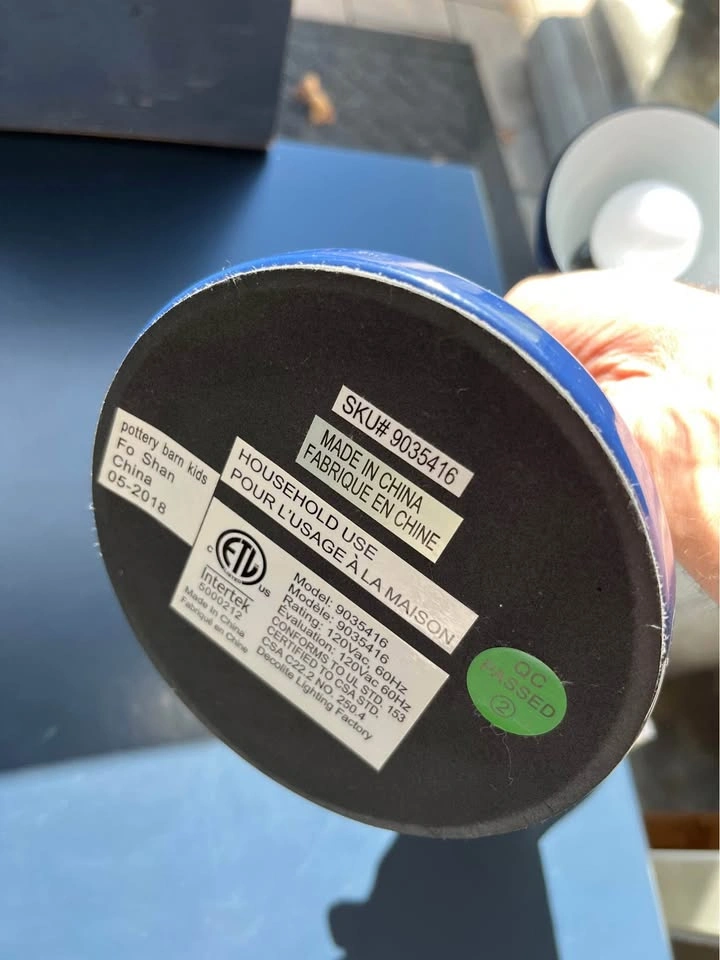 SKU# 9035416
MADE IN CHINA
FABRIQUE EN CHINE
pottery barn kids
Fo Shan
China
05-2018
HOUSEHOLD USE
POUR L'USAGE À LA MAISON
C ETL US
Intertek
5000212
Made in China
Fabriqué en Chine
Model: 9035416
Modèle: 9035416
Rating: 120Vac, 60Hz
Evaluation: 120Vac 60Hz
CONFORMS TO UL STD. 153
CERTIFIED TO CSA STD.
CSA C22.2 NO. 250.4
Decolite Lighting Factory
QC
PASSED
2